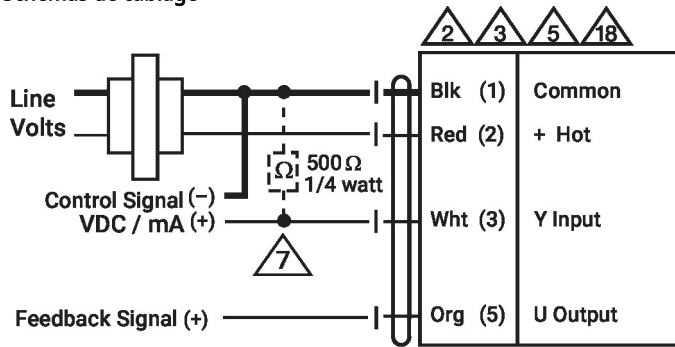 Schémas de câblage
2 3 5 18
Line Volts
Blk (1) Common
Red (2) + Hot
Ω 500 Ω
1/4 watt
Control Signal (–)
VDC / mA (+)
Wht (3) Y Input
7
Feedback Signal (+)
Org (5) U Output